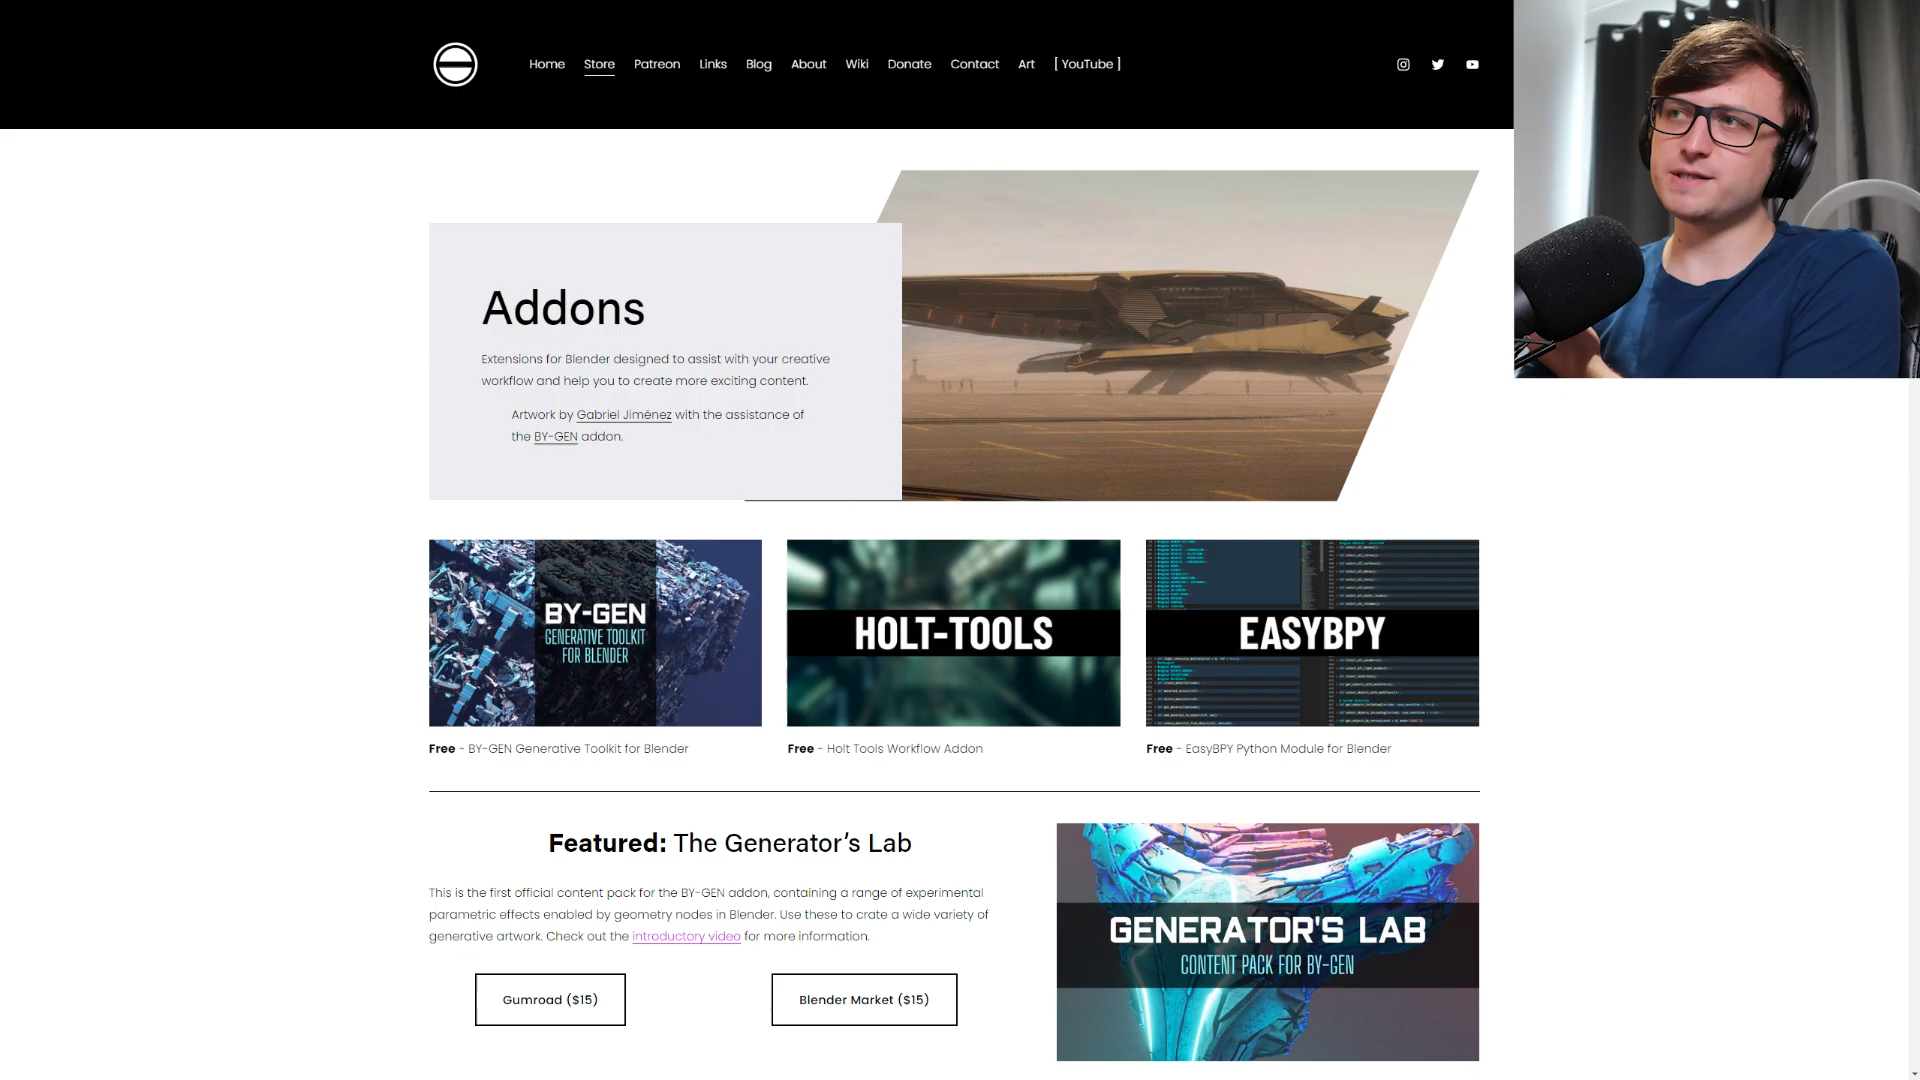 Home Store Patreon Links Blog About Wiki Donate Contact Art [ YouTube ]
Addons
Extensions for Blender designed to assist with your creative
workflow and help you to create more exciting content.
Artwork by Gabriel Jiménez with the assistance of
the BY-GEN addon.
BY-GEN
GENERATIVE TOOLKIT
FOR BLENDER
HOLT-TOOLS
EASYBPY
Free - BY-GEN Generative Toolkit for Blender
Free - Holt Tools Workflow Addon
Free - EasyBPY Python Module for Blender
Featured: The Generator’s Lab
This is the first official content pack for the BY-GEN addon, containing a range of experimental
parametric effects enabled by geometry nodes in Blender. Use these to crate a wide variety of
generative artwork. Check out the introductory video for more information.
Gumroad ($15)
Blender Market ($15)
GENERATOR'S LAB
CONTENT PACK FOR BY-GEN